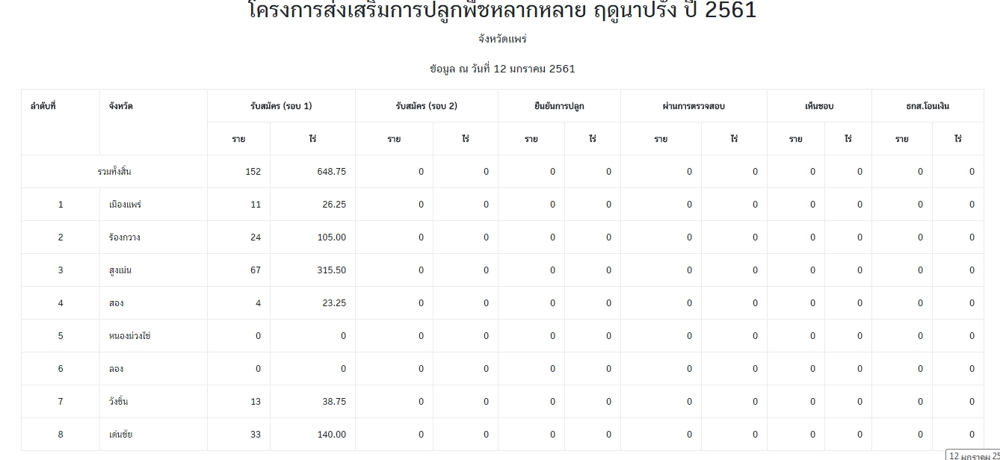 โครงการส่งเสริมการปลูกพืชหลากหลาย ฤดูนาปรัง ปี 2561
จังหวัดแพร่
ข้อมูล ณ วันที่ 12 มกราคม 2561
ลำดับที่ จังหวัด รับสมัคร (รอบ 1) รับสมัคร (รอบ 2) ยืนยันการปลูก ผ่านการตรวจสอบ เห็นชอบ ธกส.โอนเงิน
ราย ไร่ ราย ไร่ ราย ไร่ ราย ไร่ ราย ไร่ ราย ไร่
รวมทั้งสิ้น 152 648.75 0 0 0 0 0 0 0 0 0 0
1 เมืองแพร่ 11 26.25 0 0 0 0 0 0 0 0 0 0
2 ร้องกวาง 24 105.00 0 0 0 0 0 0 0 0 0 0
3 สูงเม่น 67 315.50 0 0 0 0 0 0 0 0 0 0
4 สอง 4 23.25 0 0 0 0 0 0 0 0 0 0
5 หนองม่วงไข่ 0 0 0 0 0 0 0 0 0 0 0 0
6 ลอง 0 0 0 0 0 0 0 0 0 0 0 0
7 วังชิ้น 13 38.75 0 0 0 0 0 0 0 0 0 0
8 เด่นชัย 33 140.00 0 0 0 0 0 0 0 0 0 0
12 มกราคม 25